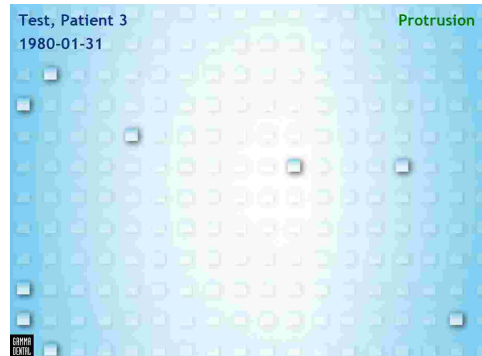 Test, Patient 3
Protrusion
1980-01-31
GAMMA
DENTAL